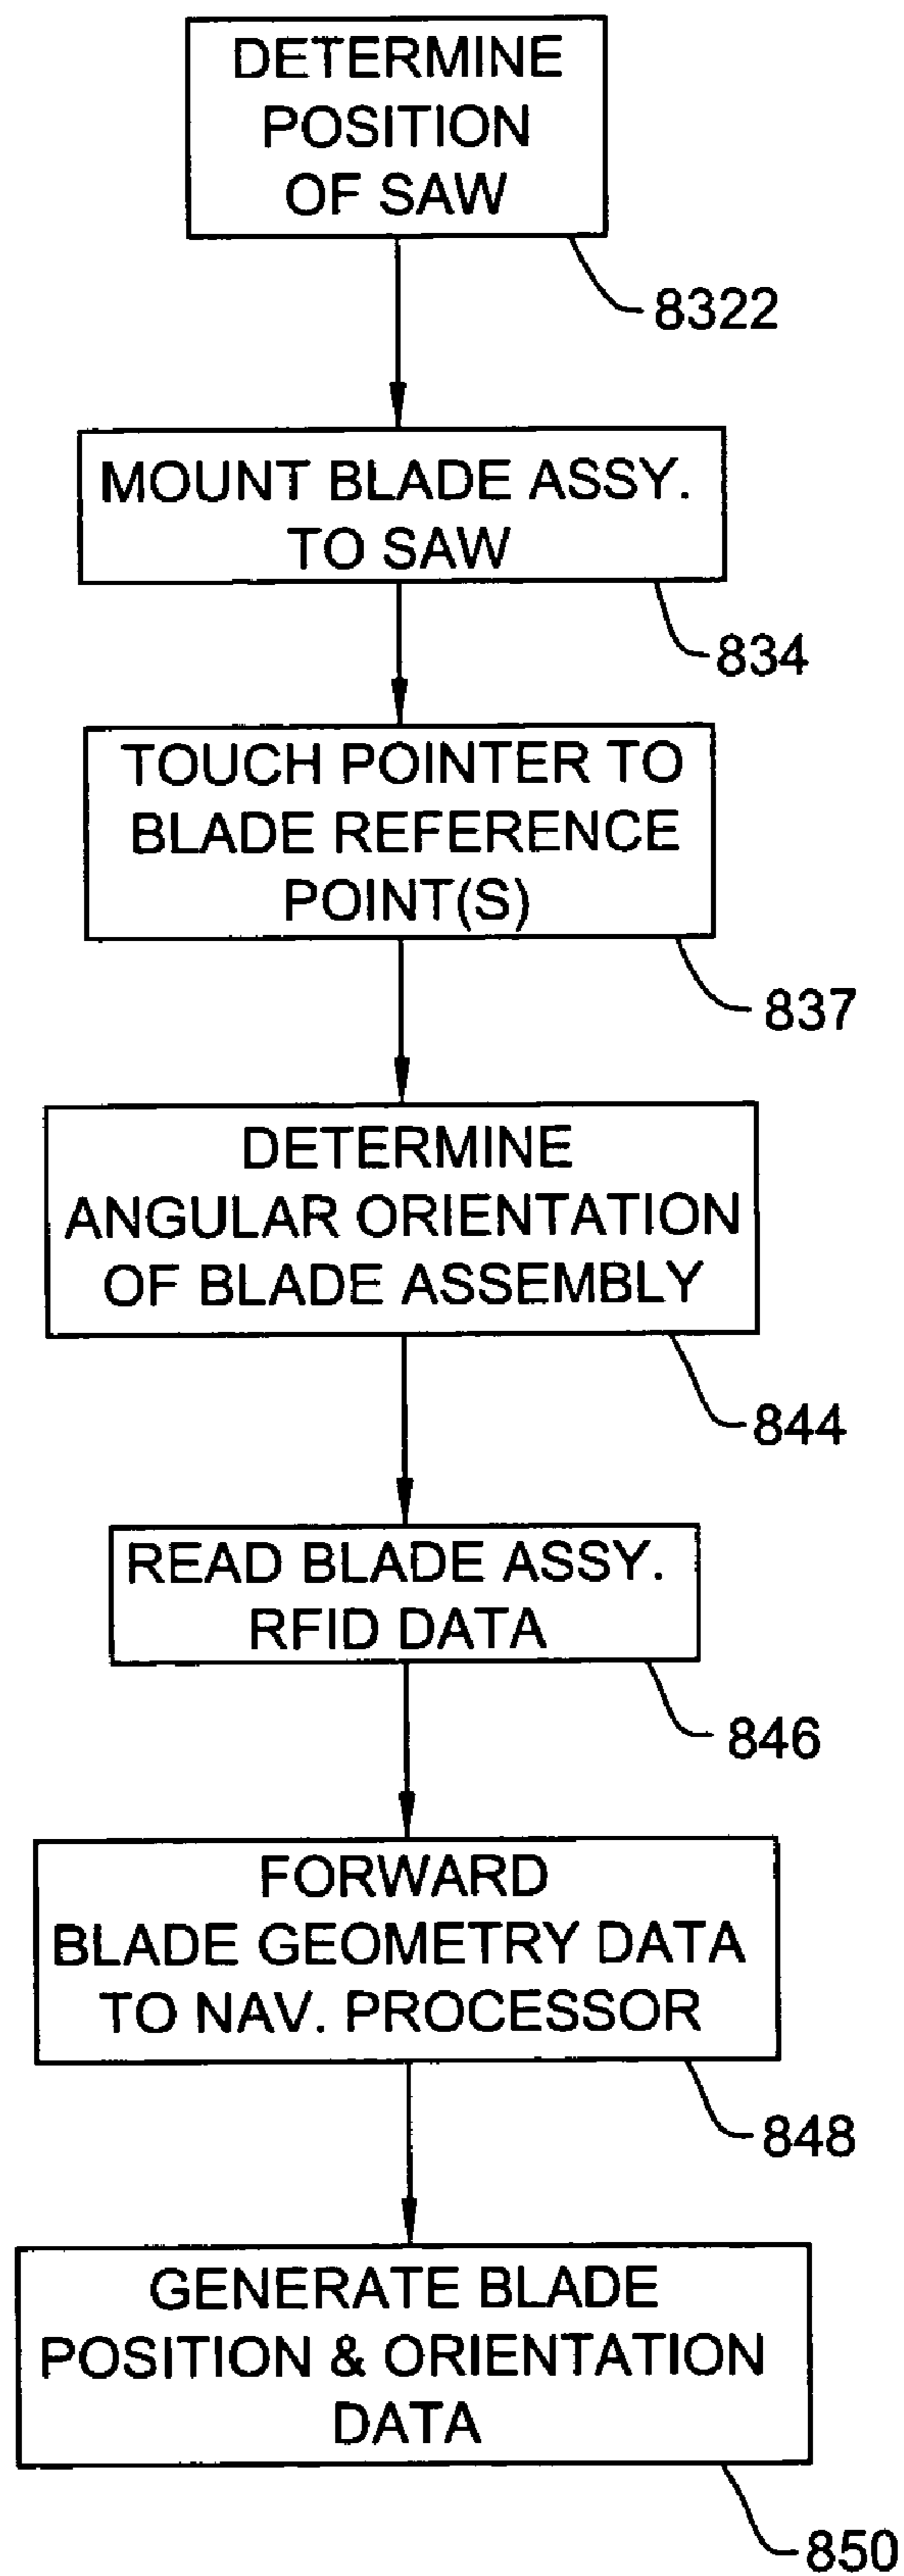 DETERMINE
POSITION
OF SAW
8322
MOUNT BLADE ASSY.
TO SAW
834
TOUCH POINTER TO
BLADE REFERENCE
POINT(S)
837
DETERMINE
ANGULAR ORIENTATION
OF BLADE ASSEMBLY
844
READ BLADE ASSY.
RFID DATA
846
FORWARD
BLADE GEOMETRY DATA
TO NAV. PROCESSOR
848
GENERATE BLADE
POSITION & ORIENTATION
DATA
850